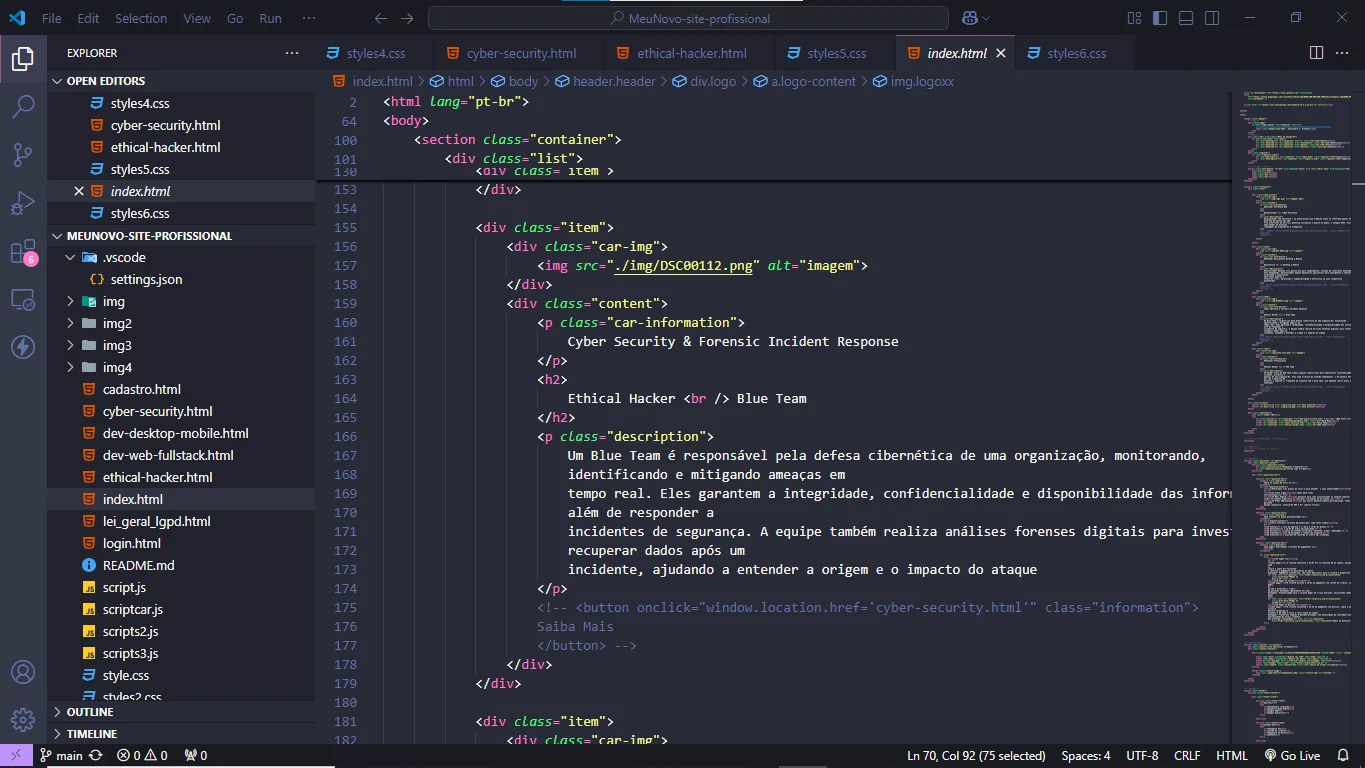 File Edit Selection View Go Run ··· MeuNovo-site-profissional
EXPLORER ···
OPEN EDITORS
styles4.css
cyber-security.html
ethical-hacker.html
styles5.css
index.html
styles6.css
MEUNOVO-SITE-PROFISSIONAL
.vscode
{} settings.json
img
img2
img3
img4
cadastro.html
cyber-security.html
dev-desktop-mobile.html
dev-web-fullstack.html
ethical-hacker.html
index.html
lei_geral_lgpd.html
login.html
README.md
script.js
scriptcar.js
scripts2.js
scripts3.js
style.css
styles2.css
OUTLINE
TIMELINE
6
styles4.css cyber-security.html ethical-hacker.html styles5.css index.html styles6.css ···
index.html > html > body > header.header > div.logo > a.logo-content > img.logoxx
2 <html lang="pt-br">
64 <body>
100 <section class="container">
101 <div class="list">
130 <div class="item">
153 </div>
154
155 <div class="item">
156 <div class="car-img">
157 <img src="./img/DSC00112.png" alt="imagem">
158 </div>
159 <div class="content">
160 <p class="car-information">
161 Cyber Security & Forensic Incident Response
162 </p>
163 <h2>
164 Ethical Hacker <br /> Blue Team
165 </h2>
166 <p class="description">
167 Um Blue Team é responsável pela defesa cibernética de uma organização, monitorando,
168 identificando e mitigando ameaças em
169 tempo real. Eles garantem a integridade, confidencialidade e disponibilidade das infor
170 além de responder a
171 incidentes de segurança. A equipe também realiza análises forenses digitais para inves
172 recuperar dados após um
173 incidente, ajudando a entender a origem e o impacto do ataque
174 </p>
175 <!-- <button onclick="window.location.href='cyber-security.html'" class="information">
176 Saiba Mais
177 </button> -->
178 </div>
179 </div>
180
181 <div class="item">
182 <div class="car-img">
main 0 0 0 Ln 70, Col 92 (75 selected) Spaces: 4 UTF-8 CRLF HTML Go Live